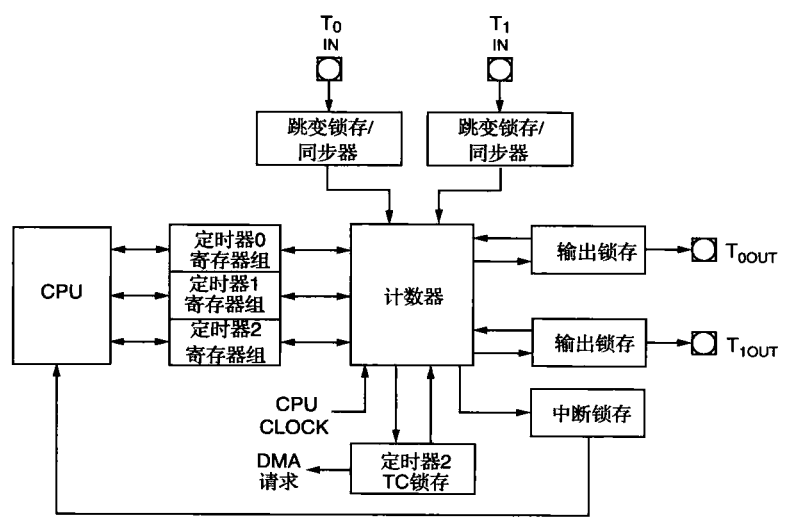 T0
IN
T1
IN
跳变锁存/
同步器
跳变锁存/
同步器
CPU
定时器0
寄存器组
定时器1
寄存器组
定时器2
寄存器组
计数器
输出锁存
T0OUT
输出锁存
T1OUT
中断锁存
CPU
CLOCK
DMA
请求
定时器2
TC锁存